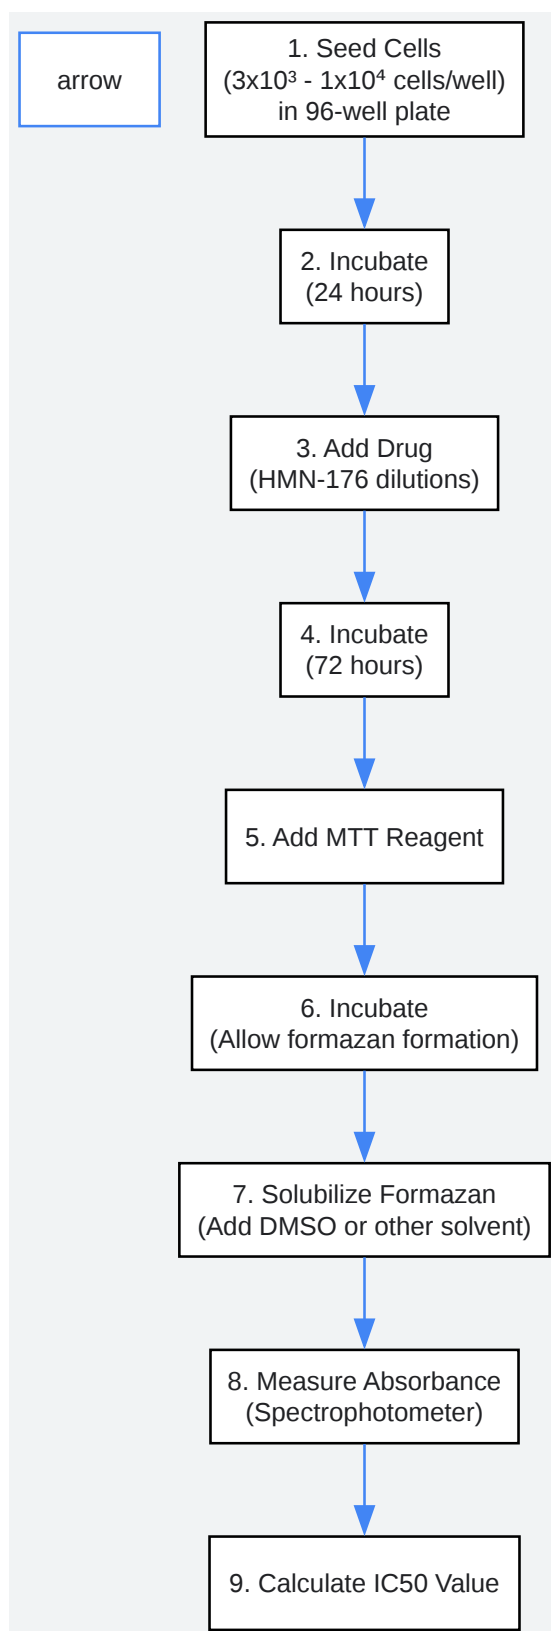 arrow
1. Seed Cells
(3x10³ - 1x10⁴ cells/well)
in 96-well plate
2. Incubate
(24 hours)
3. Add Drug
(HMN-176 dilutions)
4. Incubate
(72 hours)
5. Add MTT Reagent
6. Incubate
(Allow formazan formation)
7. Solubilize Formazan
(Add DMSO or other solvent)
8. Measure Absorbance
(Spectrophotometer)
9. Calculate IC50 Value